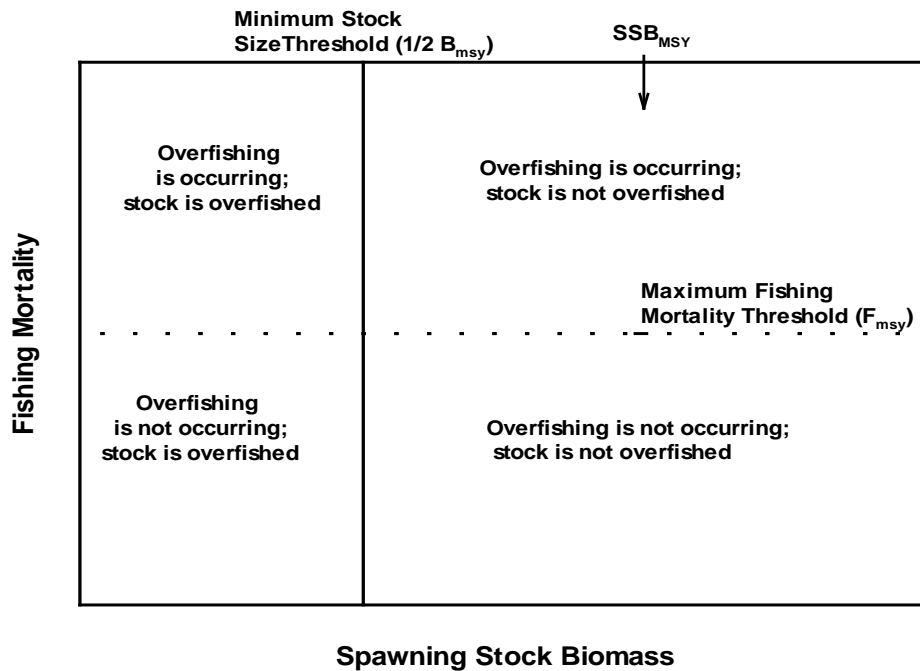 Minimum Stock
SizeThreshold (1/2 Bmsy)
SSBMSY
Overfishing
is occurring;
stock is overfished
Overfishing is occurring;
stock is not overfished
Maximum Fishing
Mortality Threshold (Fmsy)
Fishing Mortality
Overfishing
is not occurring;
stock is overfished
Overfishing is not occurring;
stock is not overfished
Spawning Stock Biomass